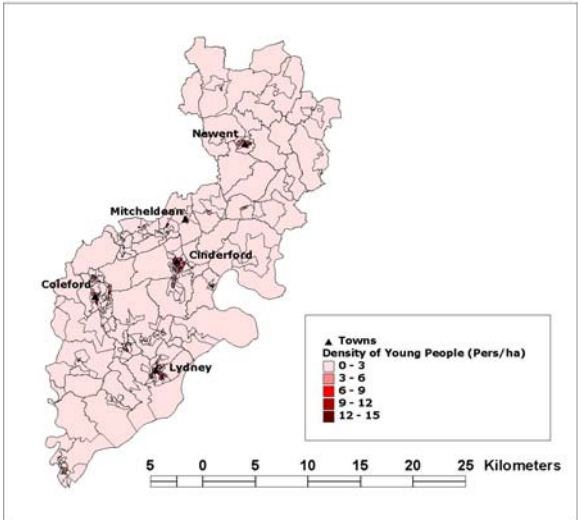 Newent
Mitcheldean
Cinderford
Coleford
Lydney
Towns
Density of Young People (Pers/ha)
0 - 3
3 - 6
6 - 9
9 - 12
12 - 15
5 0 5 10 15 20 25 Kilometers